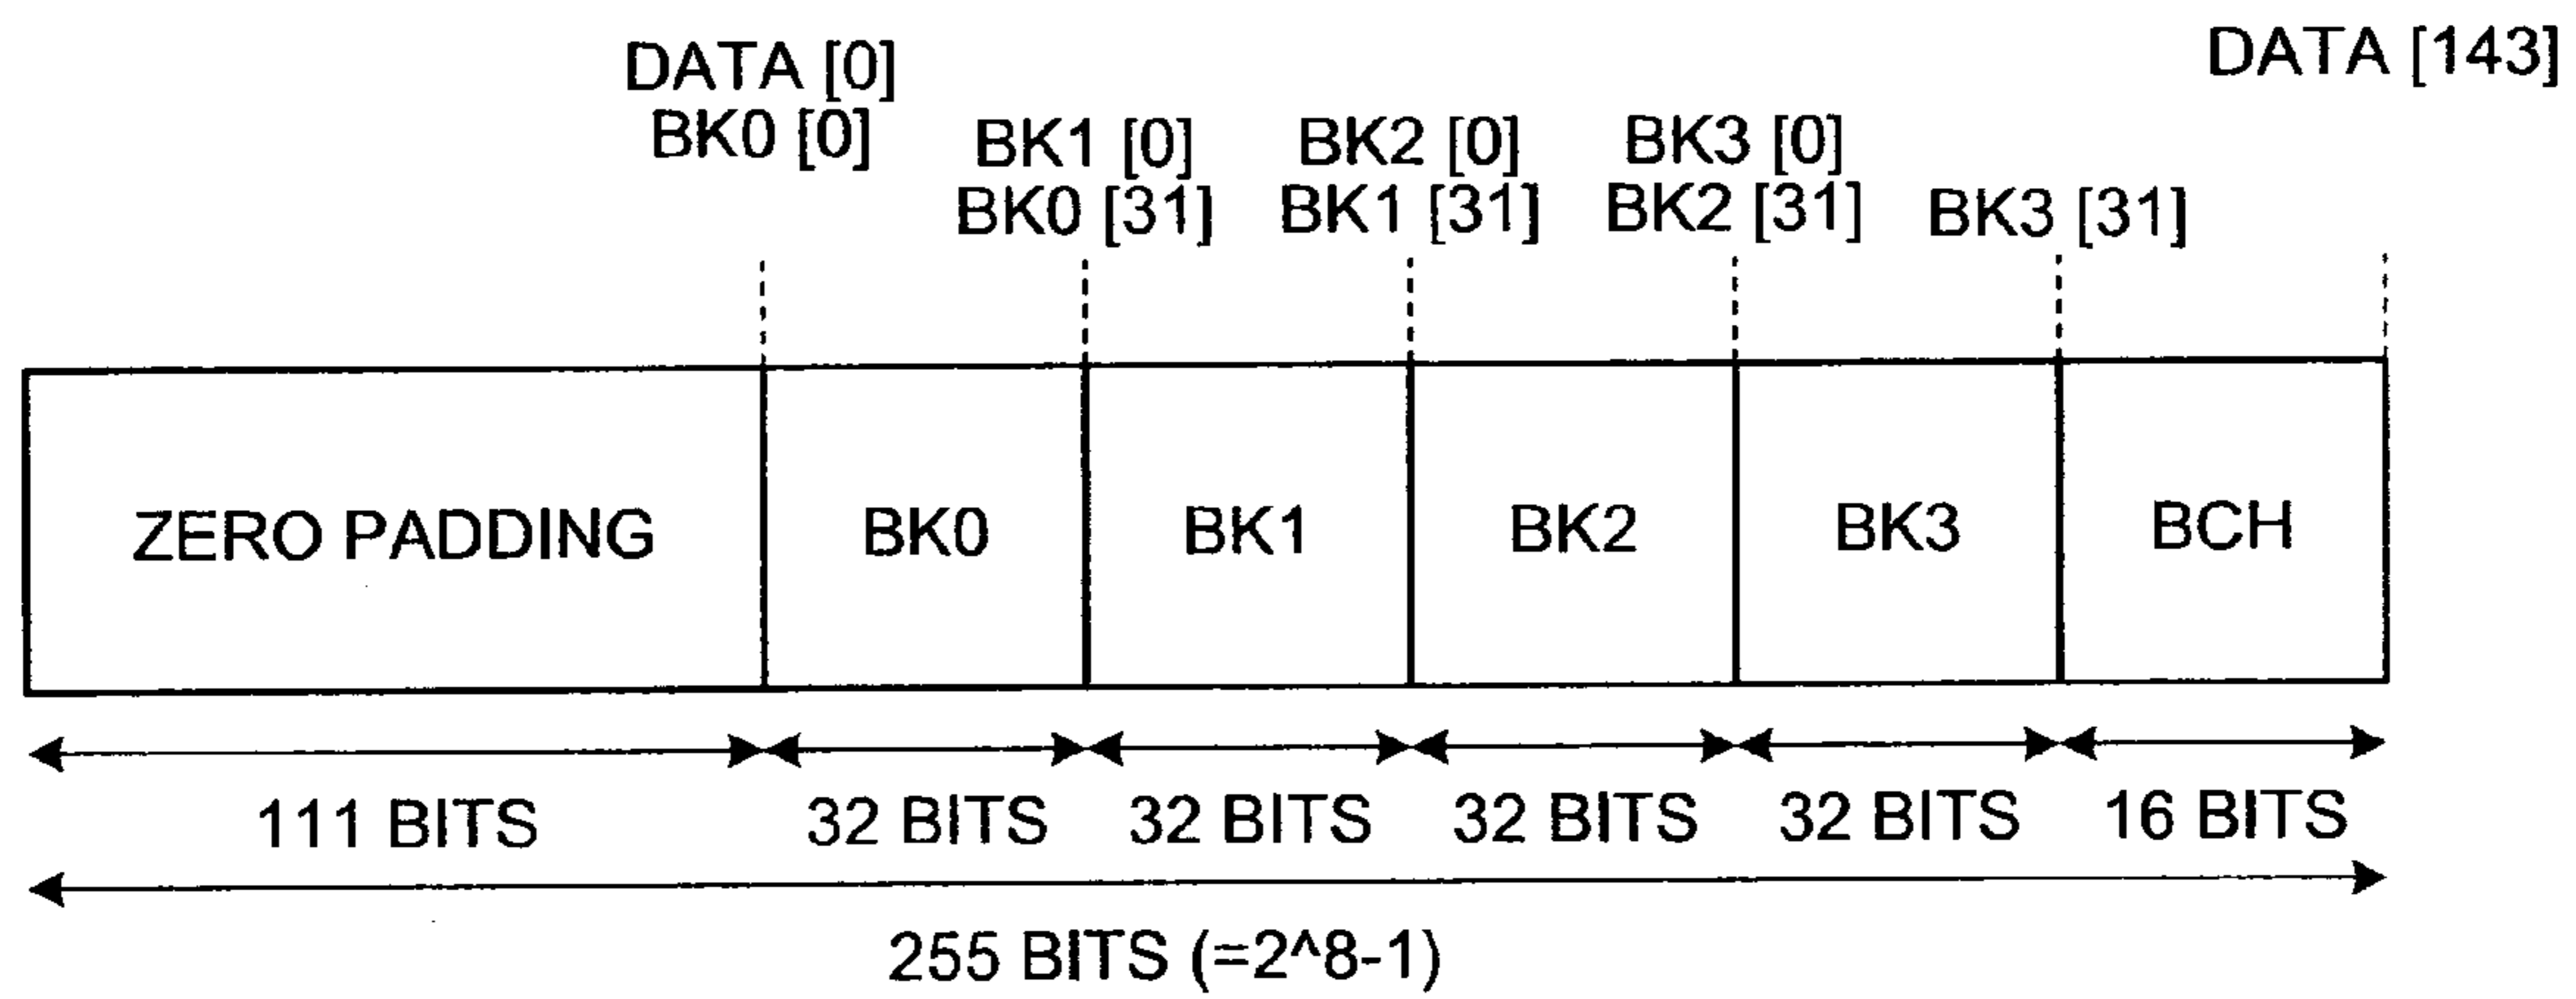 DATA [0]
DATA [143]
BK0 [0]
BK1 [0]
BK2 [0]
BK3 [0]
BK0 [31]
BK1 [31]
BK2 [31]
BK3 [31]
ZERO PADDING
BK0
BK1
BK2
BK3
BCH
111 BITS
32 BITS
32 BITS
32 BITS
32 BITS
16 BITS
255 BITS (=2^8-1)